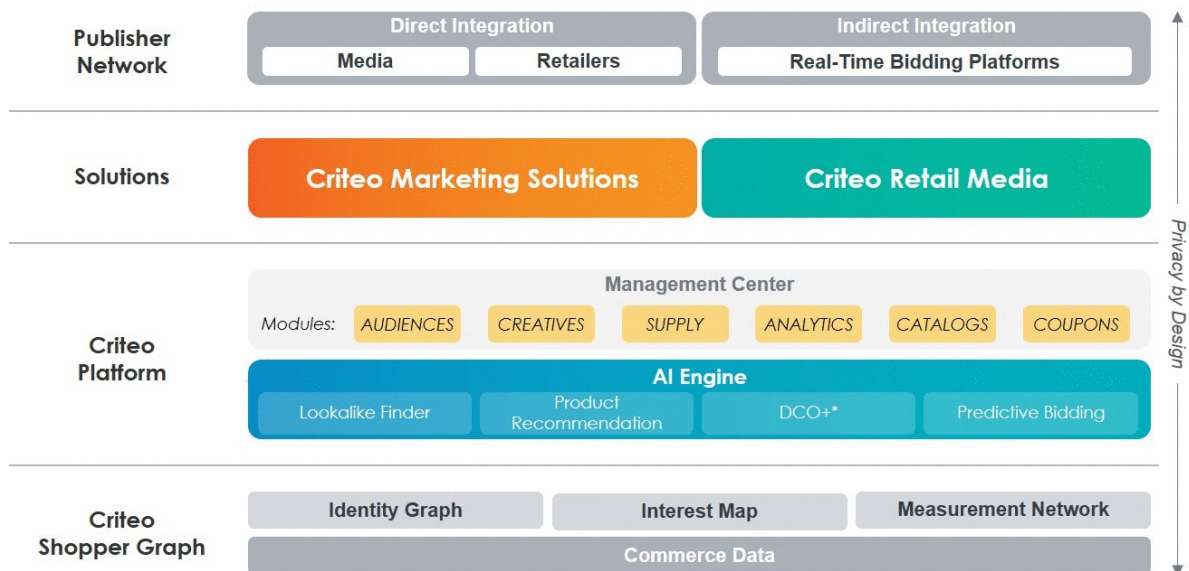 Publisher
Network
Direct Integration
Media
Retailers
Indirect Integration
Real-Time Bidding Platforms
Solutions
Criteo Marketing Solutions
Criteo Retail Media
Criteo
Platform
Management Center
Modules:
AUDIENCES
CREATIVES
SUPPLY
ANALYTICS
CATALOGS
COUPONS
AI Engine
Lookalike Finder
Product
Recommendation
DCO+*
Predictive Bidding
Criteo
Shopper Graph
Identity Graph
Interest Map
Measurement Network
Commerce Data
Privacy by Design